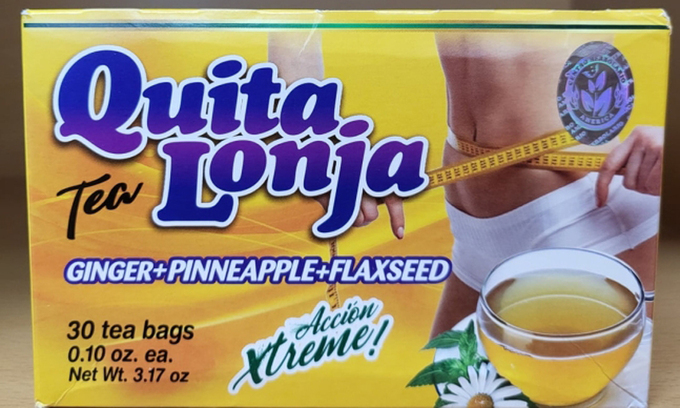 Quita
Lonja
Tea
GINGER+PINNEAPPLE+FLAXSEED
30 tea bags
0.10 oz. ea.
Net Wt. 3.17 oz
Acción
Xtreme!
AMERICA